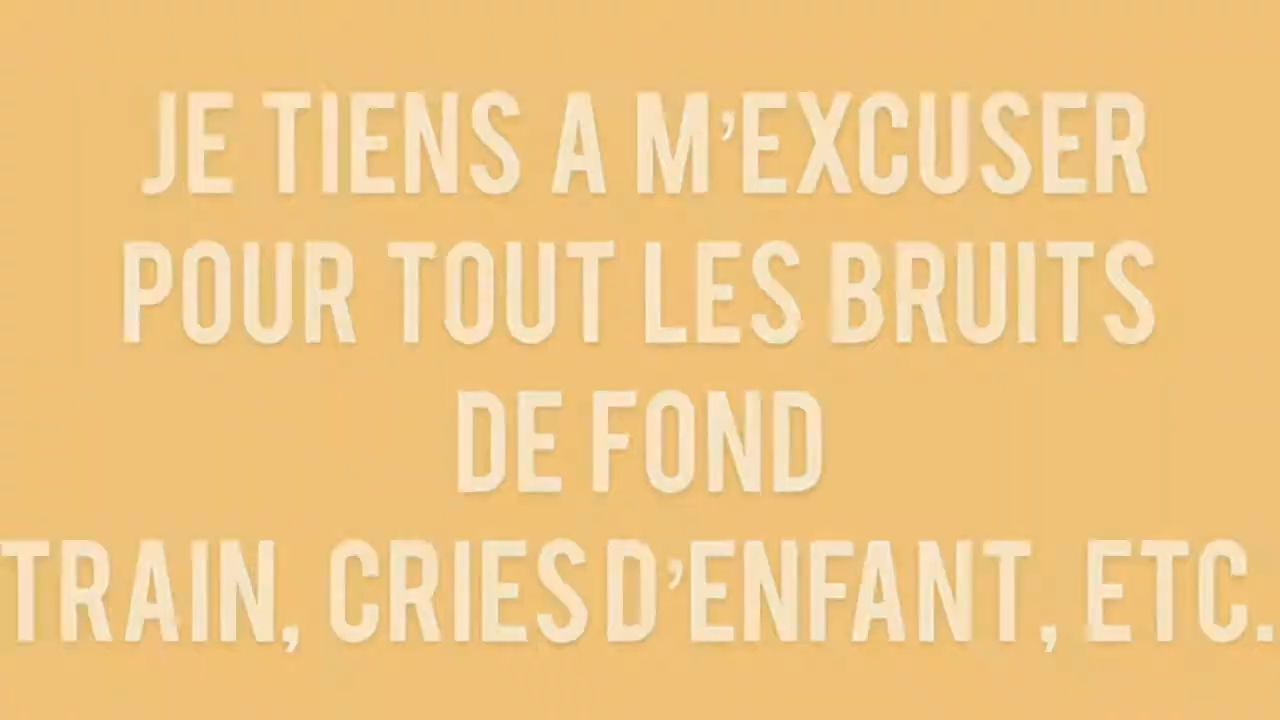 JE TIENS A M'EXCUSER
POUR TOUT LES BRUITS
DE FOND
TRAIN, CRIES D'ENFANT, ETC.